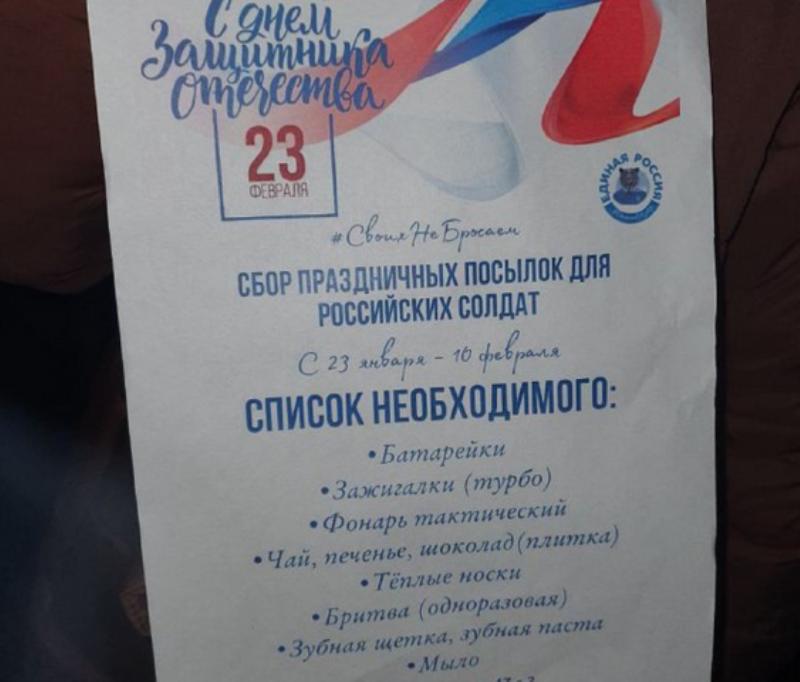 С днём
Защитника
Отечества
23
ФЕВРАЛЯ
ЕДИНАЯ РОССИЯ
#СвоихНеБросаем
СБОР ПРАЗДНИЧНЫХ ПОСЫЛОК ДЛЯ
РОССИЙСКИХ СОЛДАТ
С 23 января - 10 февраля
СПИСОК НЕОБХОДИМОГО:
•Батарейки
•Зажигалки (турбо)
•Фонарь тактический
•Чай, печенье, шоколад(плитка)
•Тёплые носки
•Бритва (одноразовая)
•Зубная щетка, зубная паста
•Мыло